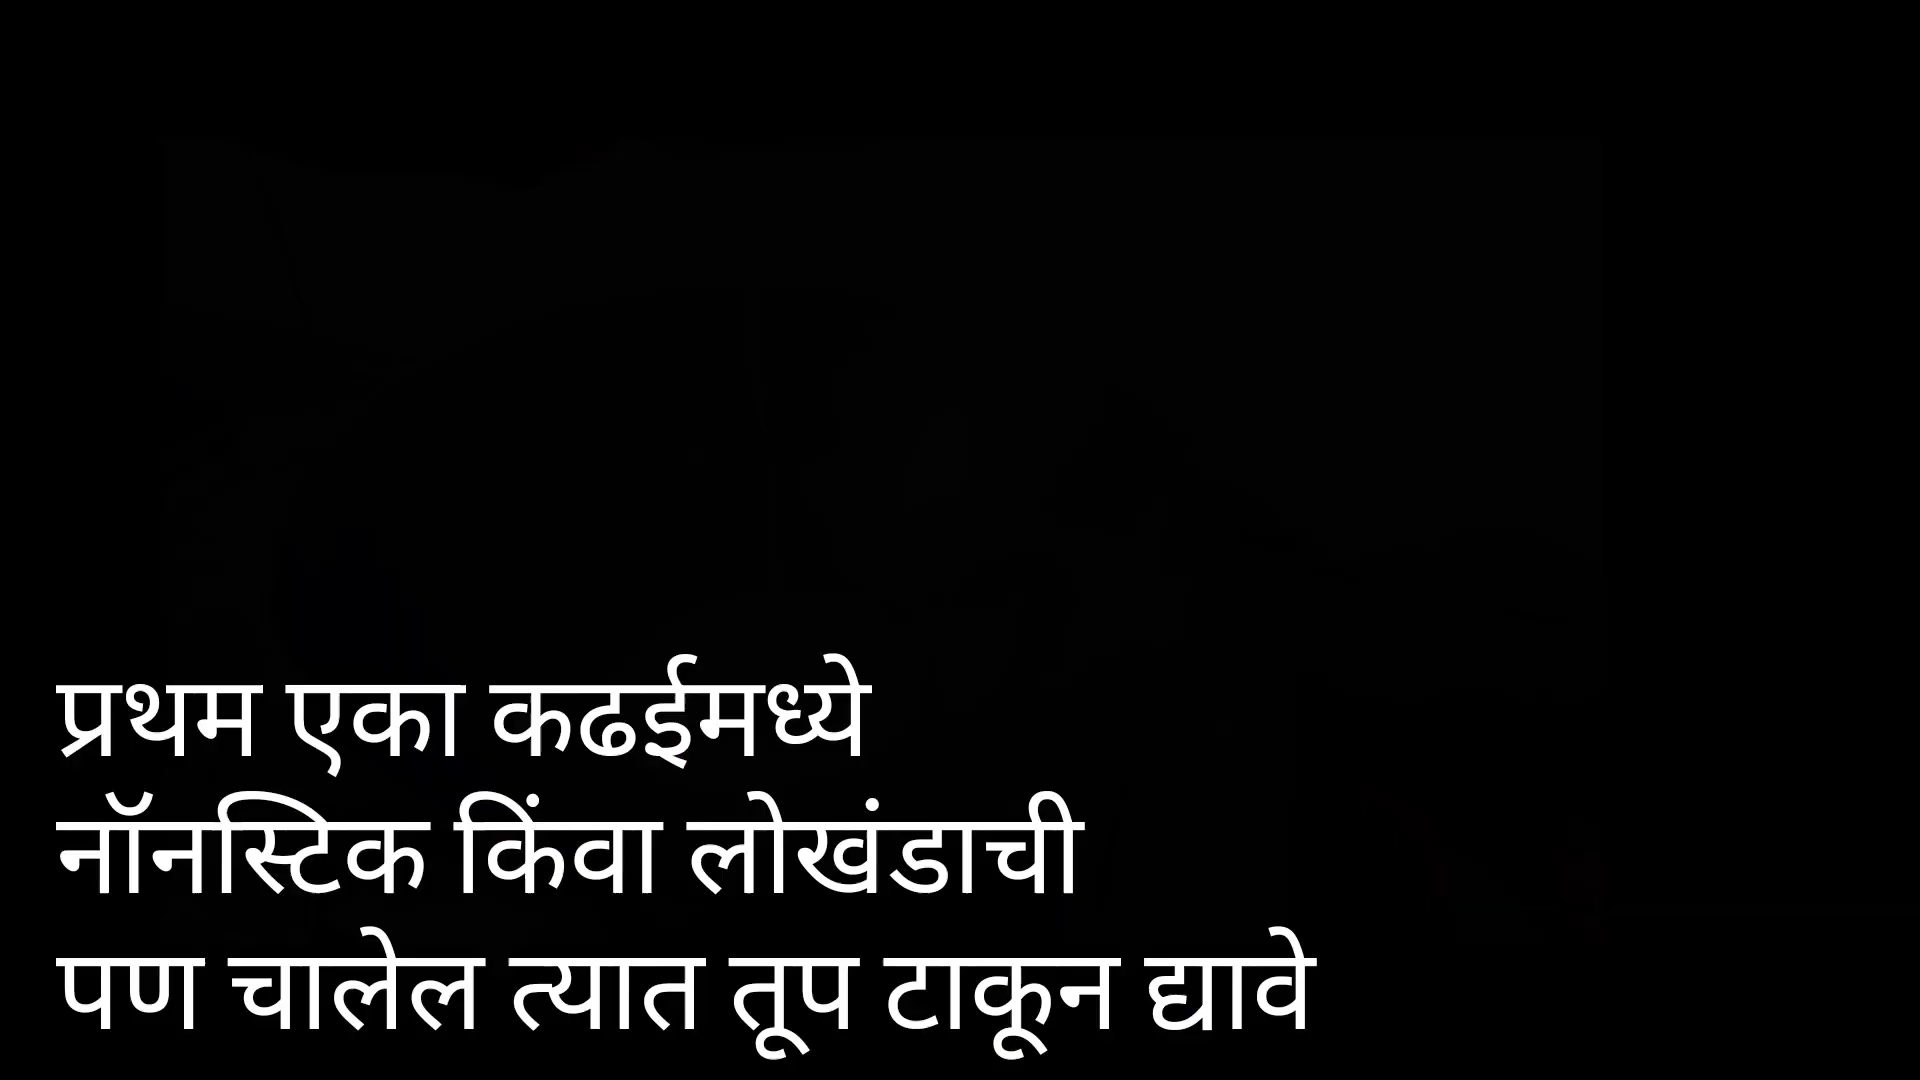 प्रथम एका कढईमध्ये
नॉनस्टिक किंवा लोखंडाची
पण चालेल त्यात तूप टाकून द्यावे